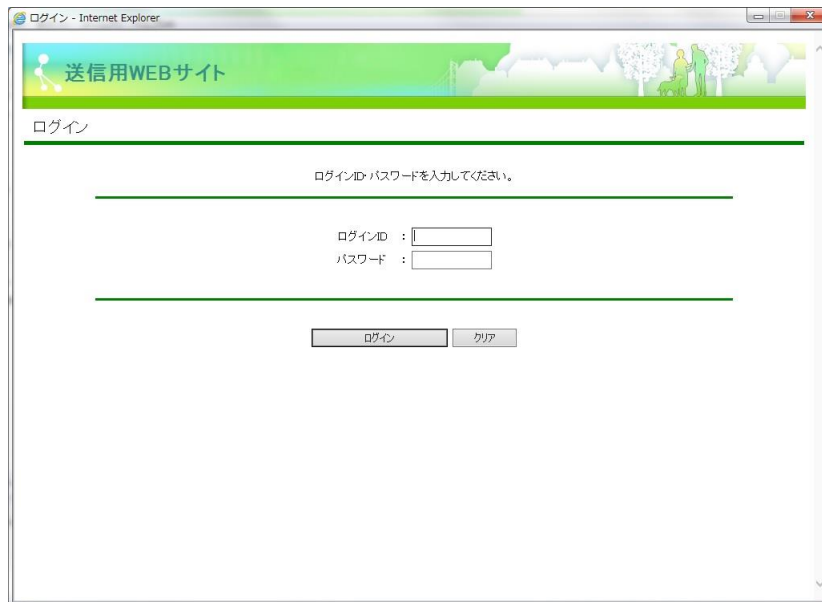 ログイン - Internet Explorer
送信用WEBサイト
ログイン
ログインID・パスワードを入力してください。
ログインID :
パスワード :
ログイン クリア